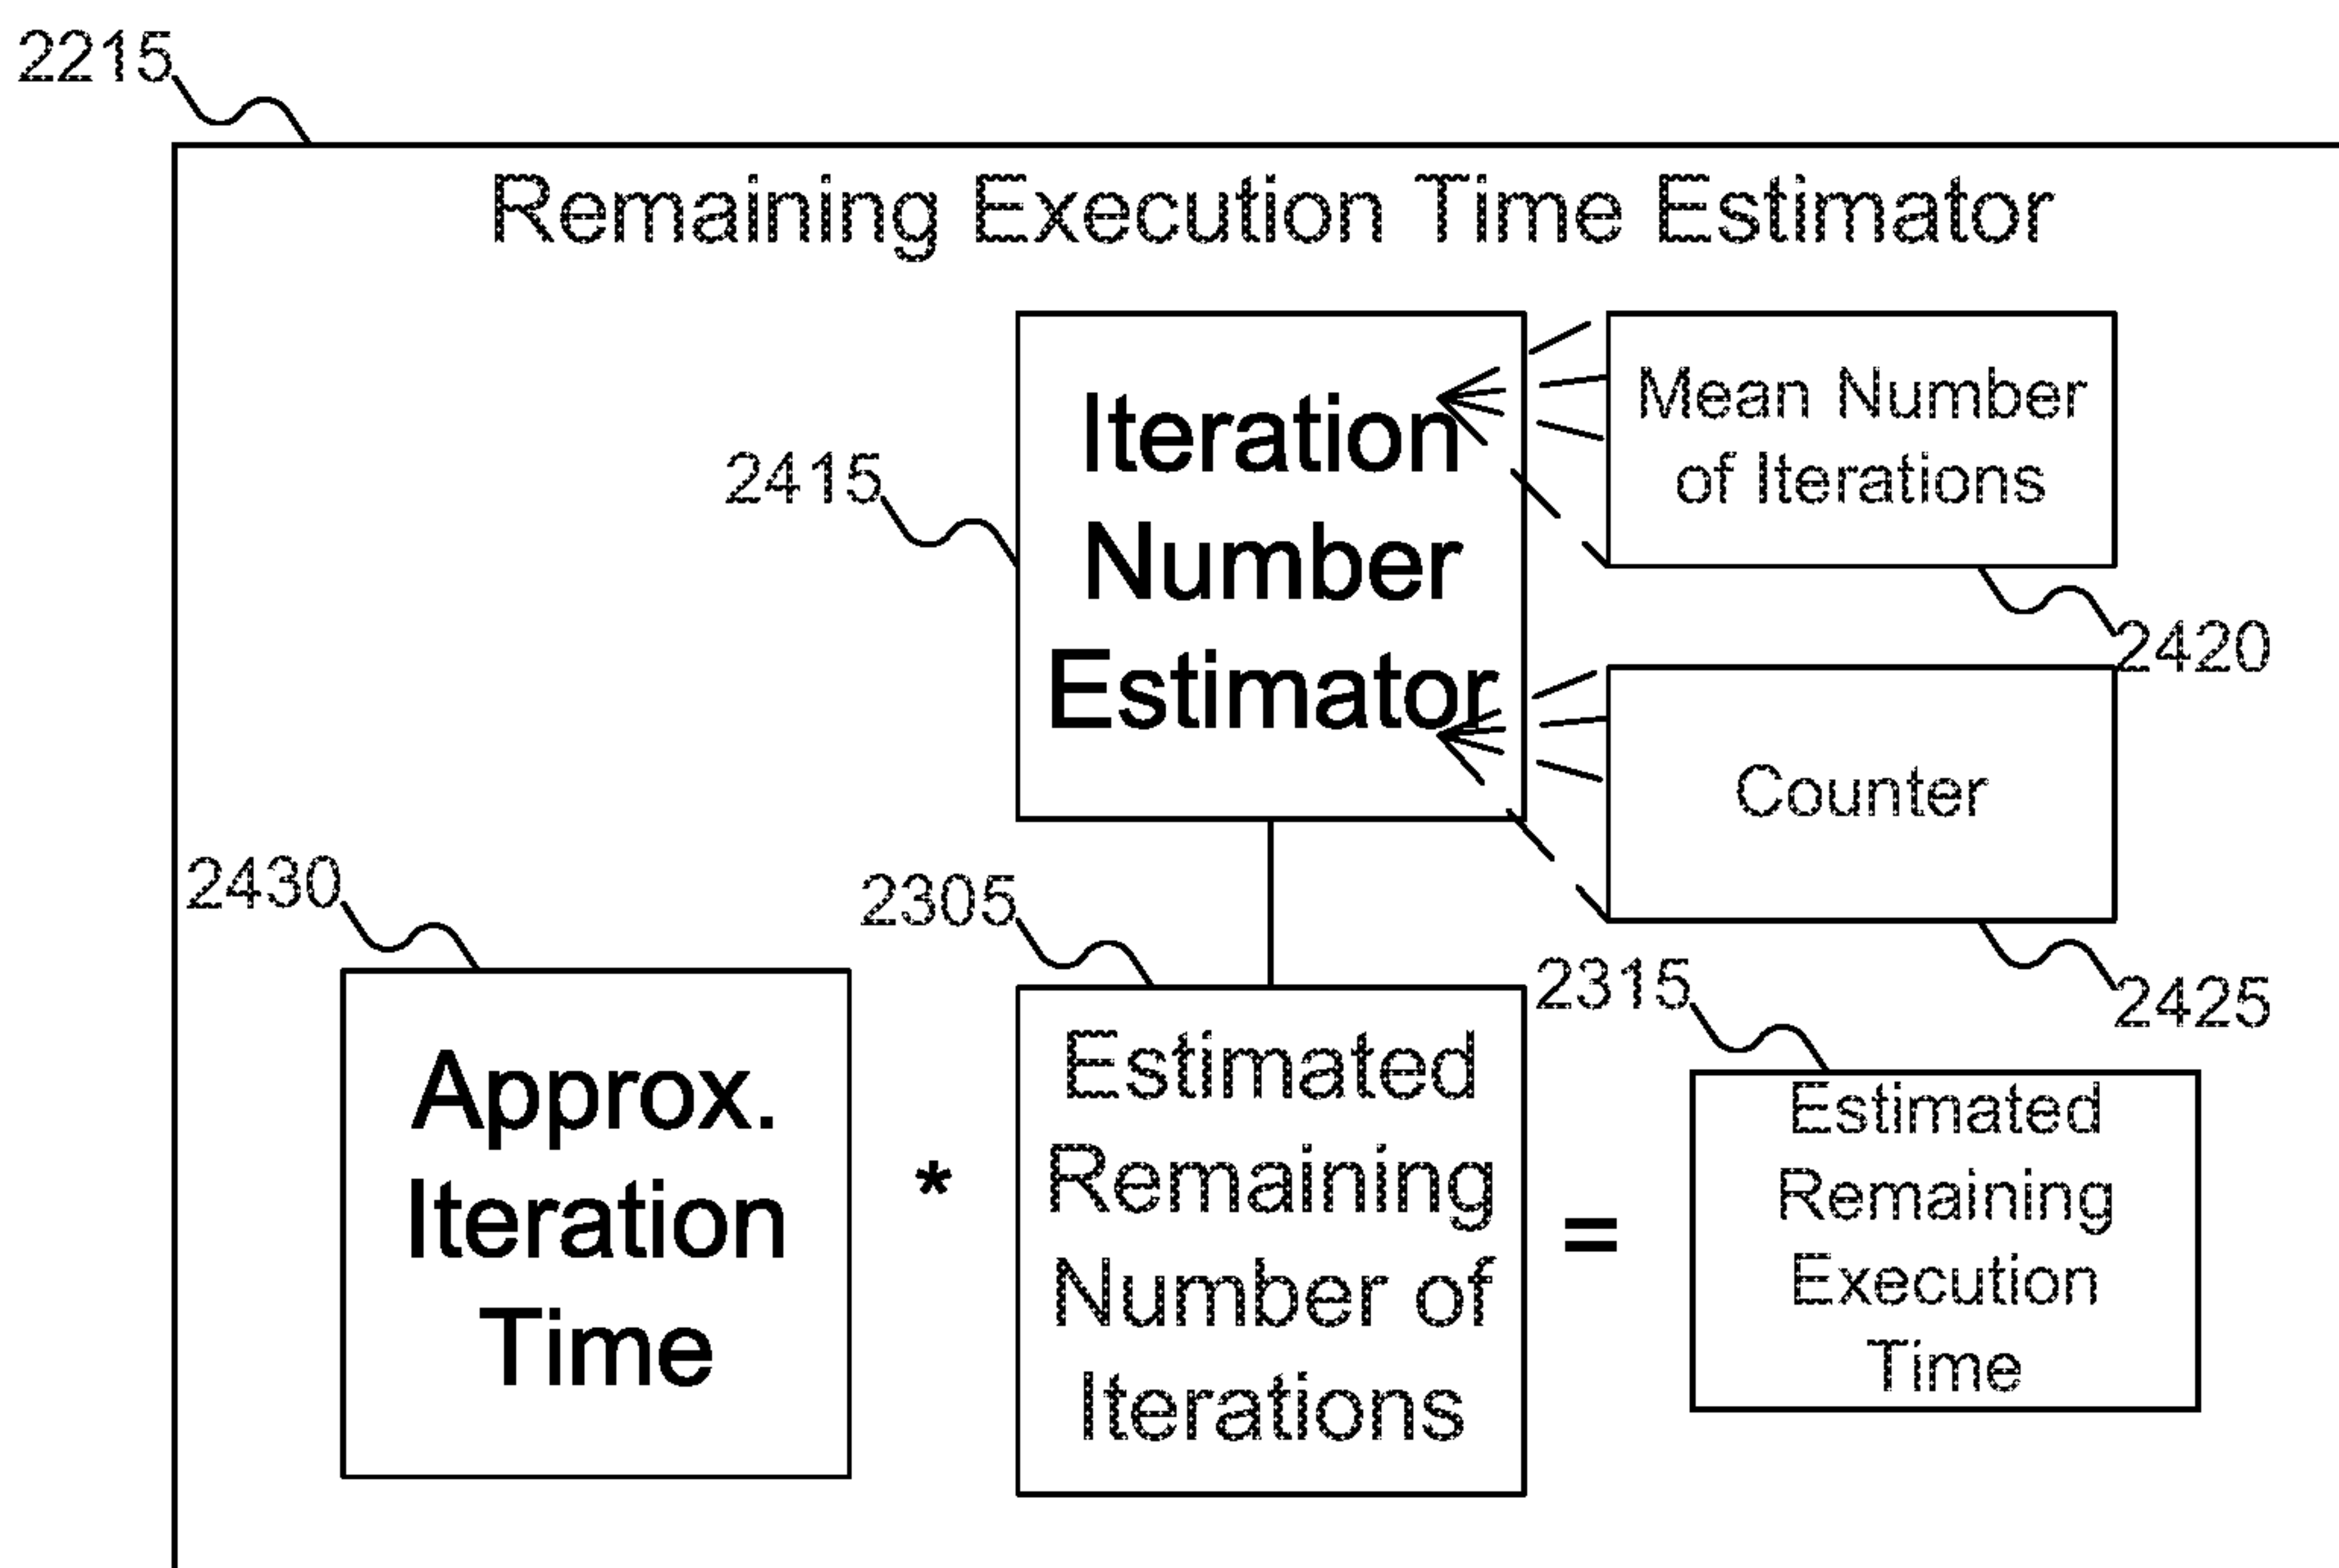 2215
Remaining Execution Time Estimator
Iteration
Number
Estimator
2415
Mean Number
of Iterations
2420
Counter
2425
2430
Approx.
Iteration
Time
*
2305
Estimated
Remaining
Number of
Iterations
=
2315
Estimated
Remaining
Execution
Time